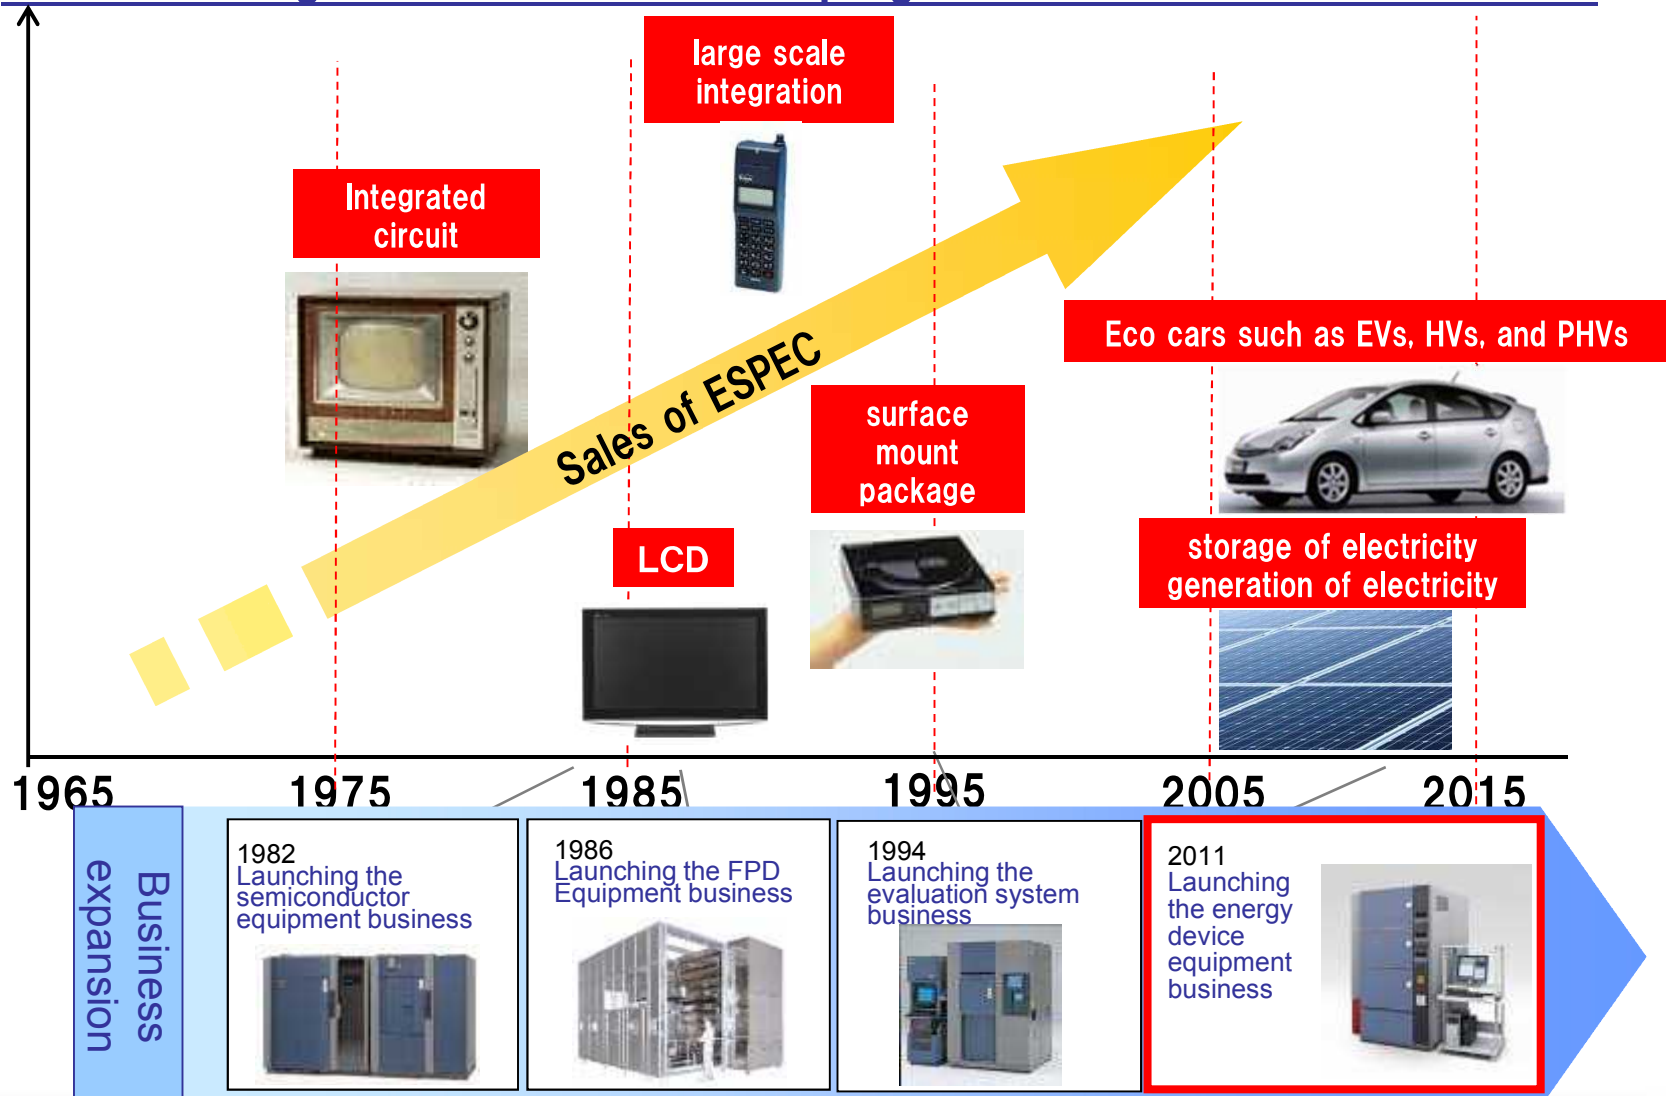 large scale
integration
Integrated
circuit
Sales of ESPEC
Eco cars such as EVs, HVs, and PHVs
surface
mount
package
LCD
storage of electricity
generation of electricity
1965
1975
1985
1995
2005
2015
Business
expansion
1982
Launching the
semiconductor
equipment business
1986
Launching the FPD
Equipment business
1994
Launching the
evaluation system
business
2011
Launching
the energy
device
equipment
business